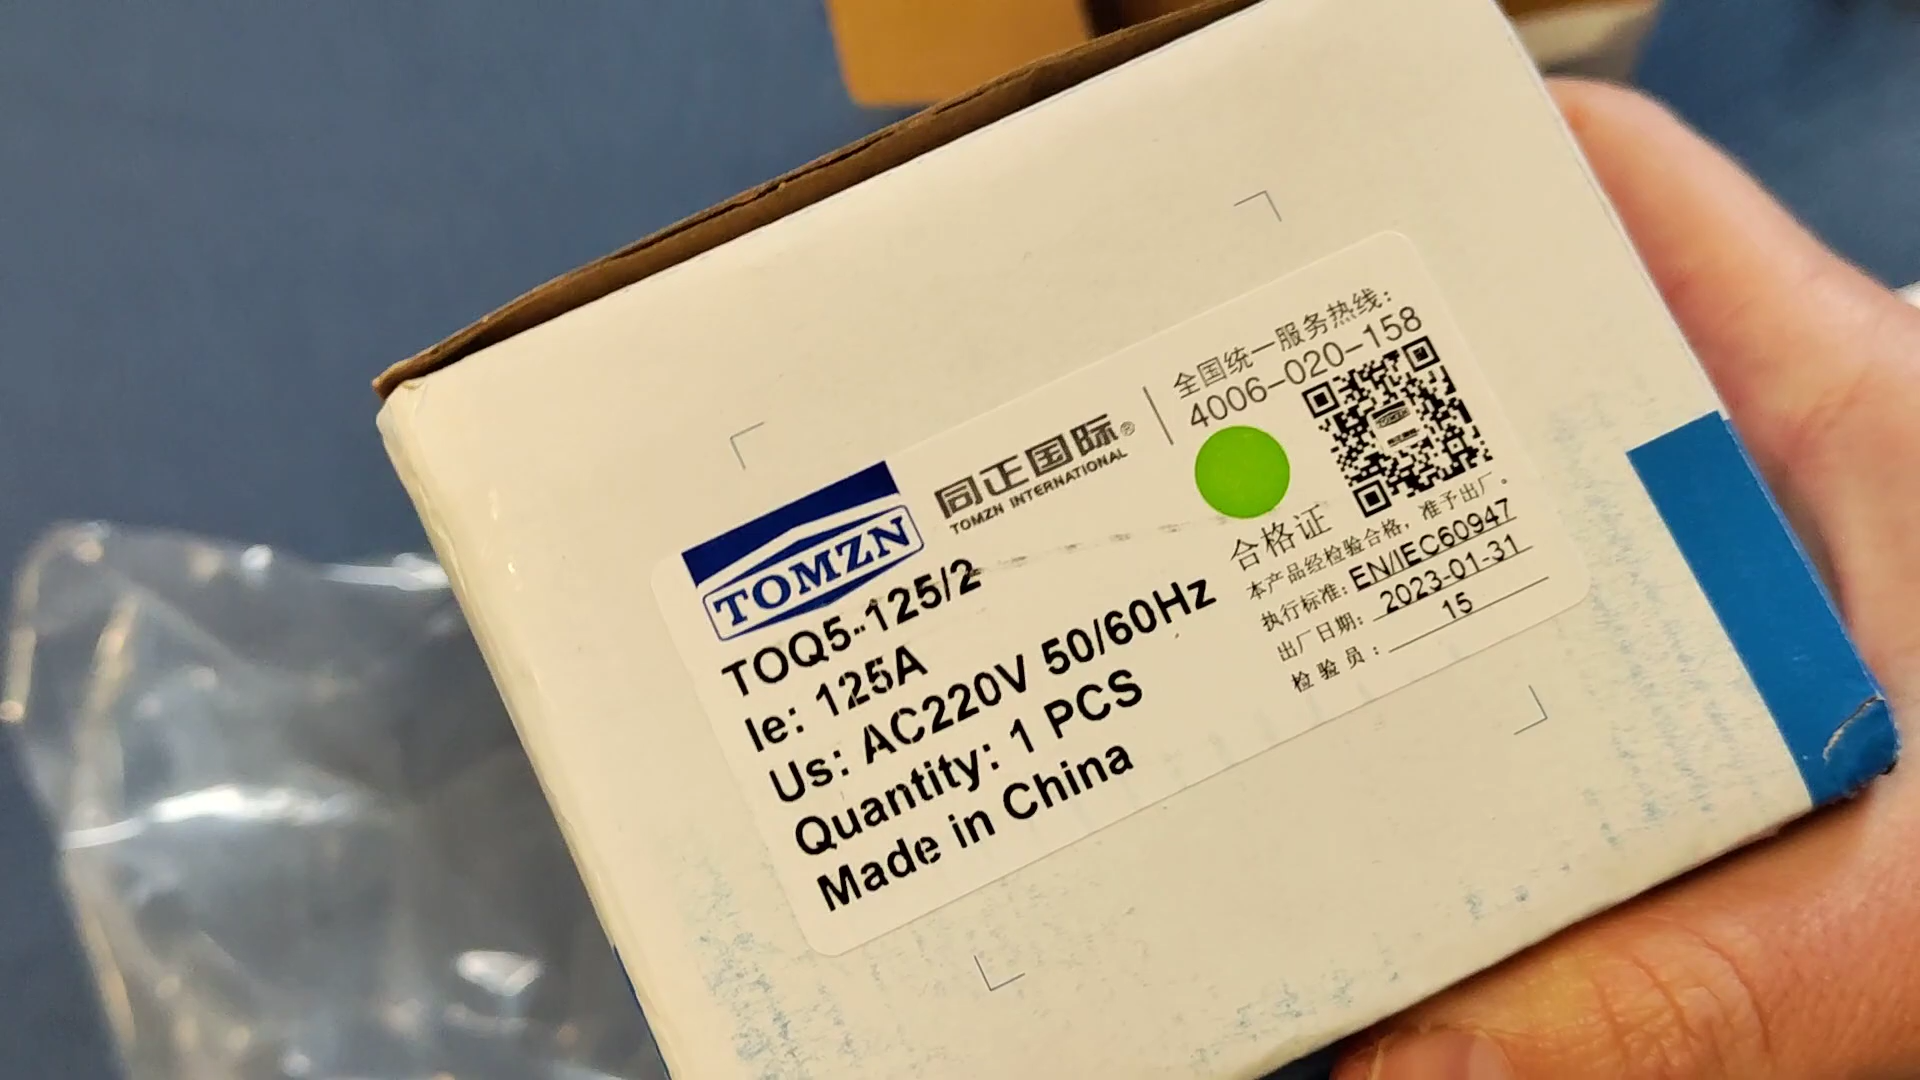 TOMZN
同正国际®
TOMZN INTERNATIONAL
全国统一服务热线:
4006-020-158
TOQ5-125/2
Ie: 125A
Us: AC220V 50/60Hz
Quantity: 1 PCS
Made in China
合格证
本产品经检验合格，准予出厂。
执行标准: EN/IEC60947
出厂日期: 2023-01-31
检验员: 15